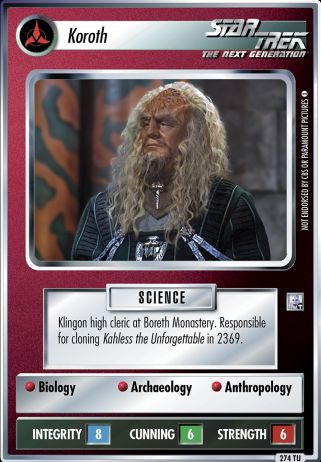 Koroth
STAR TREK
THE NEXT GENERATION
NOT ENDORSED BY CBS OR PARAMOUNT PICTURES
SCIENCE
Klingon high cleric at Boreth Monastery. Responsible
for cloning Kahless the Unforgettable in 2369.
Biology Archaeology Anthropology
INTEGRITY 8 CUNNING 6 STRENGTH 6
274 TU